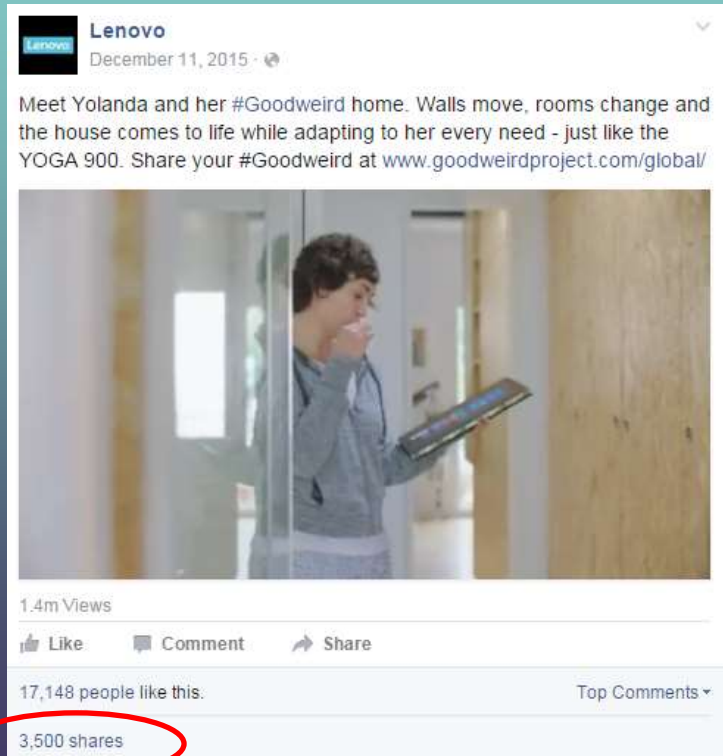 Lenovo
Lenovo
December 11, 2015 ·
Meet Yolanda and her #Goodweird home. Walls move, rooms change and
the house comes to life while adapting to her every need - just like the
YOGA 900. Share your #Goodweird at www.goodweirdproject.com/global/
1.4m Views
Like Comment Share
17,148 people like this. Top Comments
3,500 shares